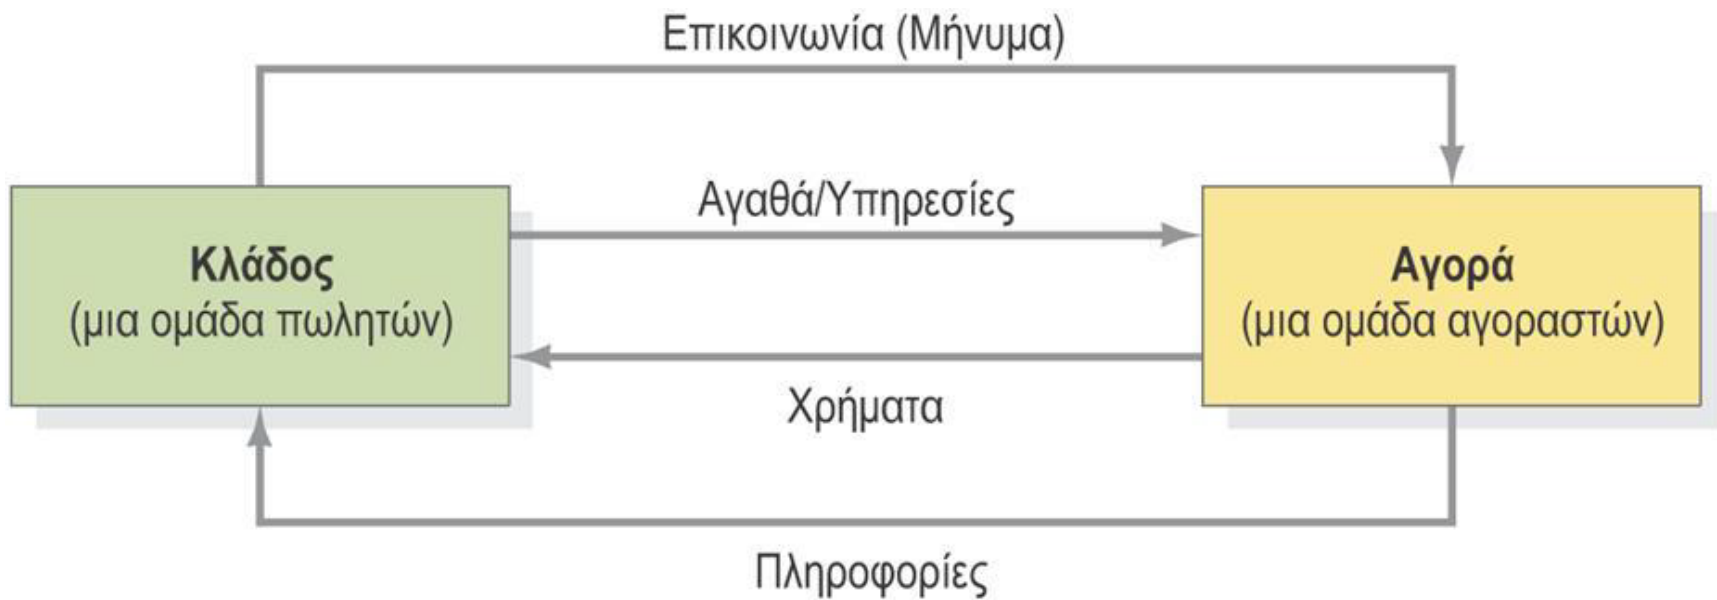 Επικοινωνία (Μήνυμα)
Αγαθά/Υπηρεσίες
Κλάδος
(μια ομάδα πωλητών)
Αγορά
(μια ομάδα αγοραστών)
Χρήματα
Πληροφορίες